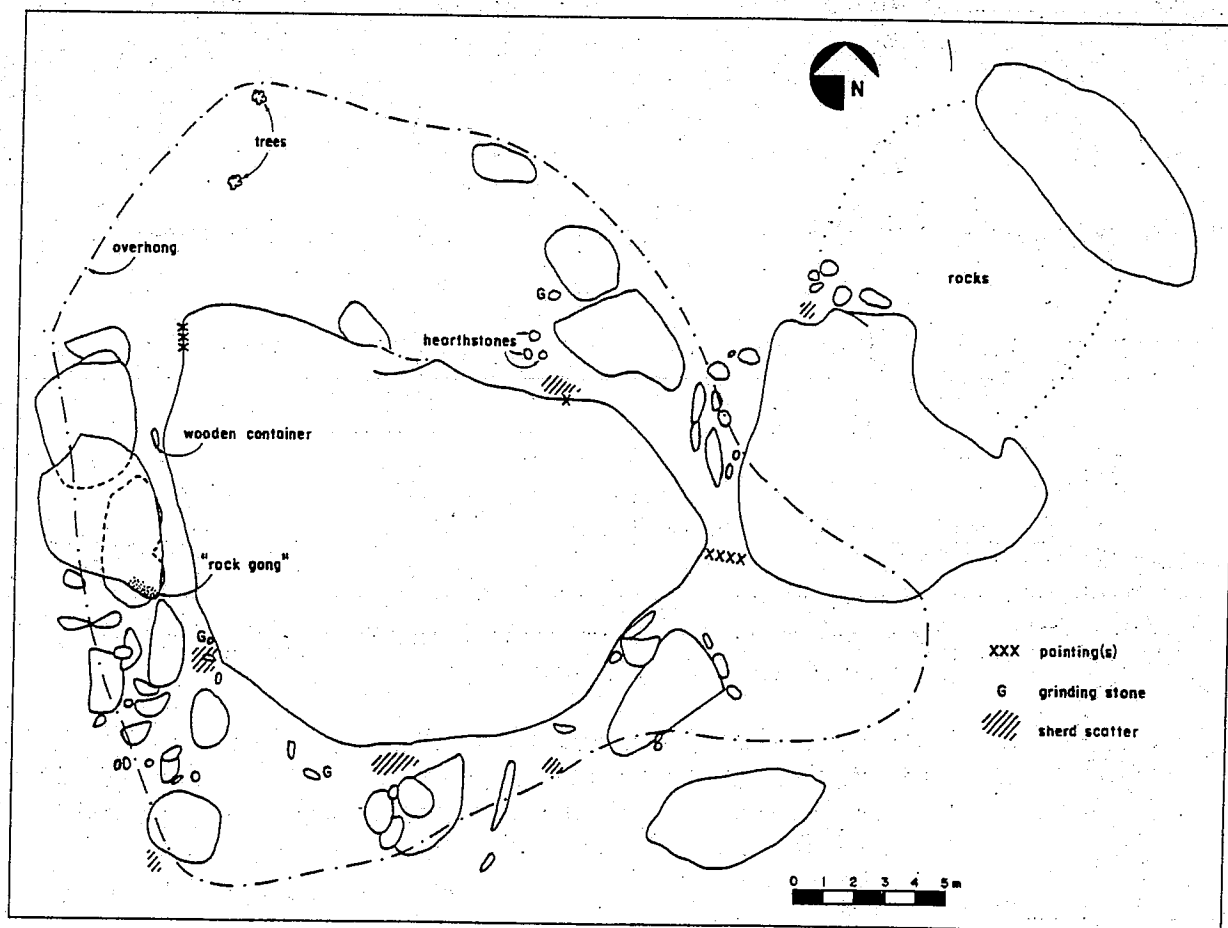 N
trees
overhang
rocks
G
hearthstones
XXX
X
wooden container
"rock gong"
XXXX
G
XXX painting(s)
G grinding stone
sherd scatter
G
0 1 2 3 4 5 m